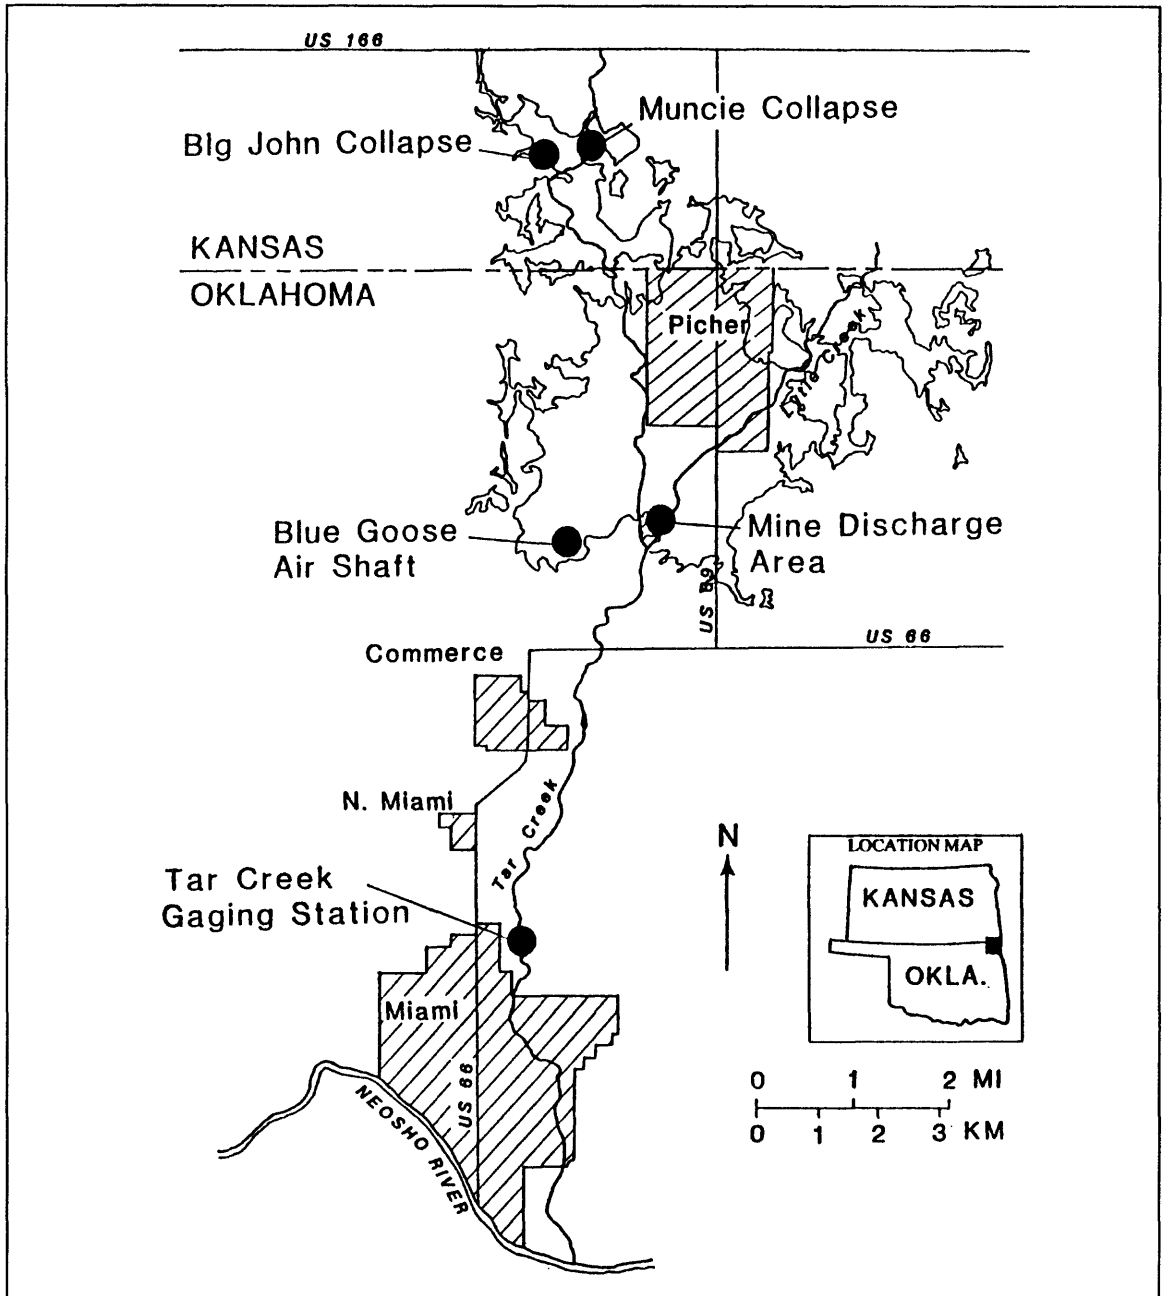 US 166
Muncie Collapse
Big John Collapse
KANSAS
OKLAHOMA
Picher
Creek
Blue Goose
Air Shaft
Mine Discharge
Area
US 69
US 66
Commerce
N. Miami
Tar Creek
Tar Creek
Gaging Station
Miami
US 66
NEOSHO RIVER
N
LOCATION MAP
KANSAS
OKLA.
0 1 2 MI
0 1 2 3 KM